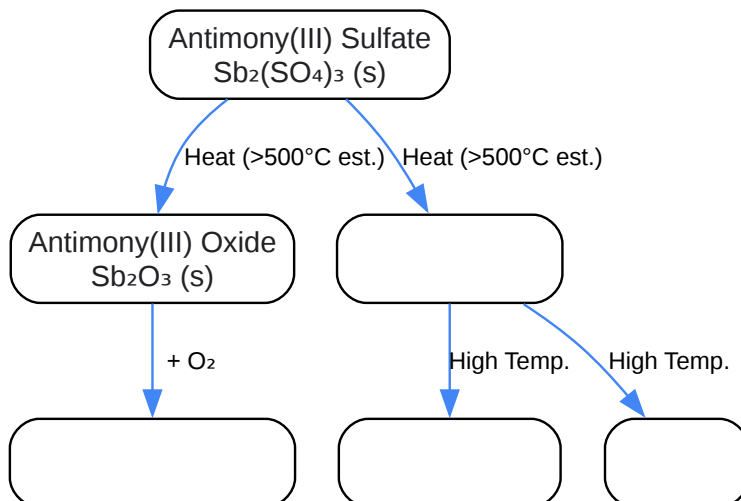 Antimony(III) Sulfate
Sb₂(SO₄)₃ (s)
Heat (>500°C est.)
Heat (>500°C est.)
Antimony(III) Oxide
Sb₂O₃ (s)
+ O₂
High Temp.
High Temp.